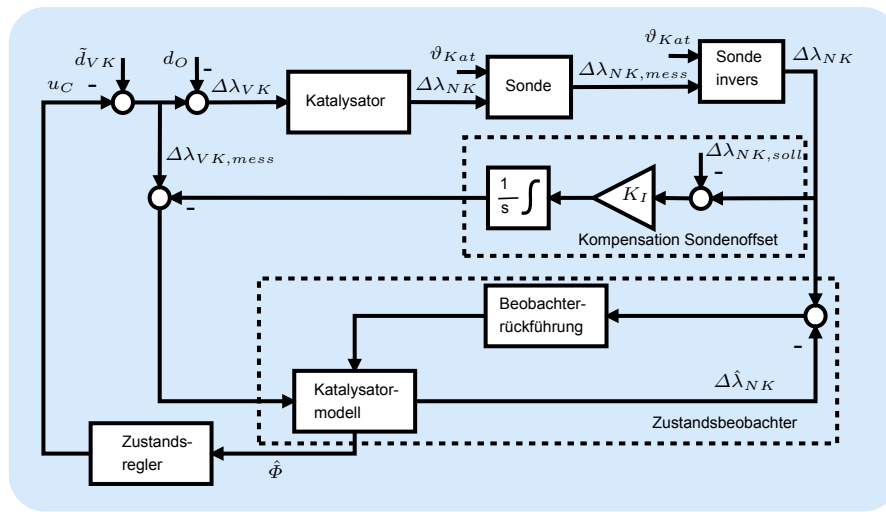 d̃_VK
d_O
ϑ_Kat
ϑ_Kat
u_C
-
-
Δλ_VK
Katalysator
Δλ_NK
Sonde
Δλ_NK,mess
Sonde
invers
Δλ_NK
Δλ_VK,mess
Δλ_NK,soll
-
-
1/s ∫
K_I
Kompensation Sondenoffset
Beobachter-
rückführung
-
Katalysator-
modell
Δλ̂_NK
Zustandsbeobachter
Zustands-
regler
Φ̂